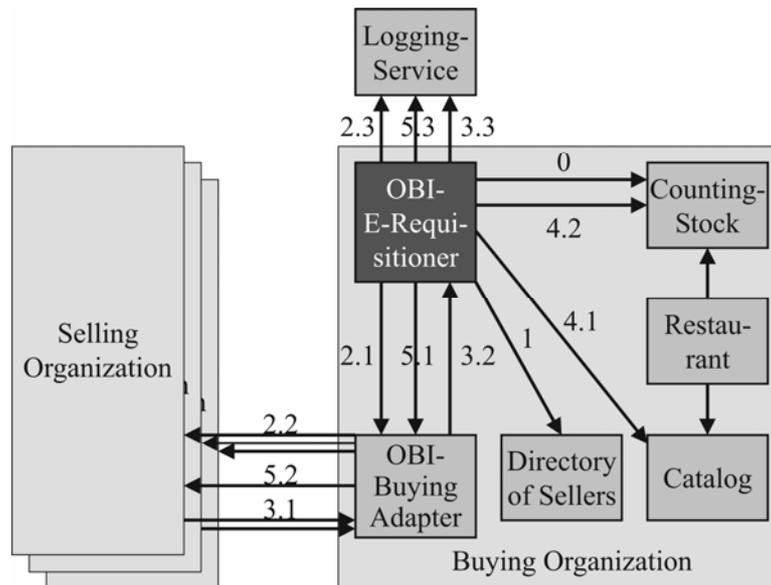 Logging-
Service
2.3 5.3 3.3
0
OBI-
E-Requi-
sitioner
Counting-
Stock
4.2
Selling
Organization
2.1 5.1 3.2 1 4.1
Restau-
rant
n
n
2.2
OBI-
Buying
Adapter
Directory
of Sellers
Catalog
5.2
3.1
Buying Organization